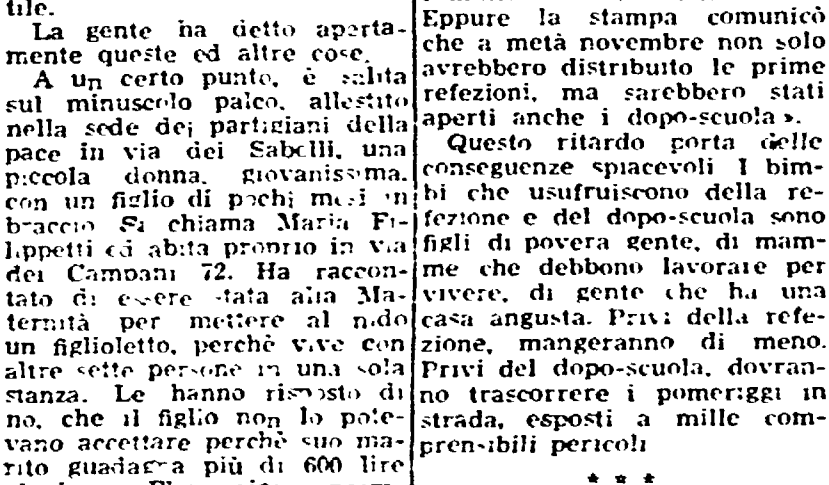 tile.
La gente ha detto aperta-
mente queste ed altre cose.
A un certo punto, è salita
sul minuscolo palco, allestito
nella sede dei partigiani della
pace in via dei Sabelli, una
piccola donna, giovanissima,
con un figlio di pochi mesi in
braccio Si chiama Maria Fi-
lippetti ed abita proprio in via
dei Campani 72. Ha raccon-
tato di essere stata alla Ma-
ternità per mettere al nido
un figlioletto, perchè vive con
altre sette persone in una sola
stanza. Le hanno risposto di
no, che il figlio non lo pote-
vano accettare perchè suo ma-
rito guadagna più di 600 lire
Eppure la stampa comunicò
che a metà novembre non solo
avrebbero distribuito le prime
refezioni, ma sarebbero stati
aperti anche i dopo-scuola ».
Questo ritardo porta delle
conseguenze spiacevoli I bim-
bi che usufruiscono della re-
fezione e del dopo-scuola sono
figli di povera gente, di mam-
me che debbono lavorare per
vivere, di gente che ha una
casa angusta. Privi della refe-
zione, mangeranno di meno.
Privi del dopo-scuola, dovran-
no trascorrere i pomeriggi in
strada, esposti a mille com-
prensibili pericoli
* * *